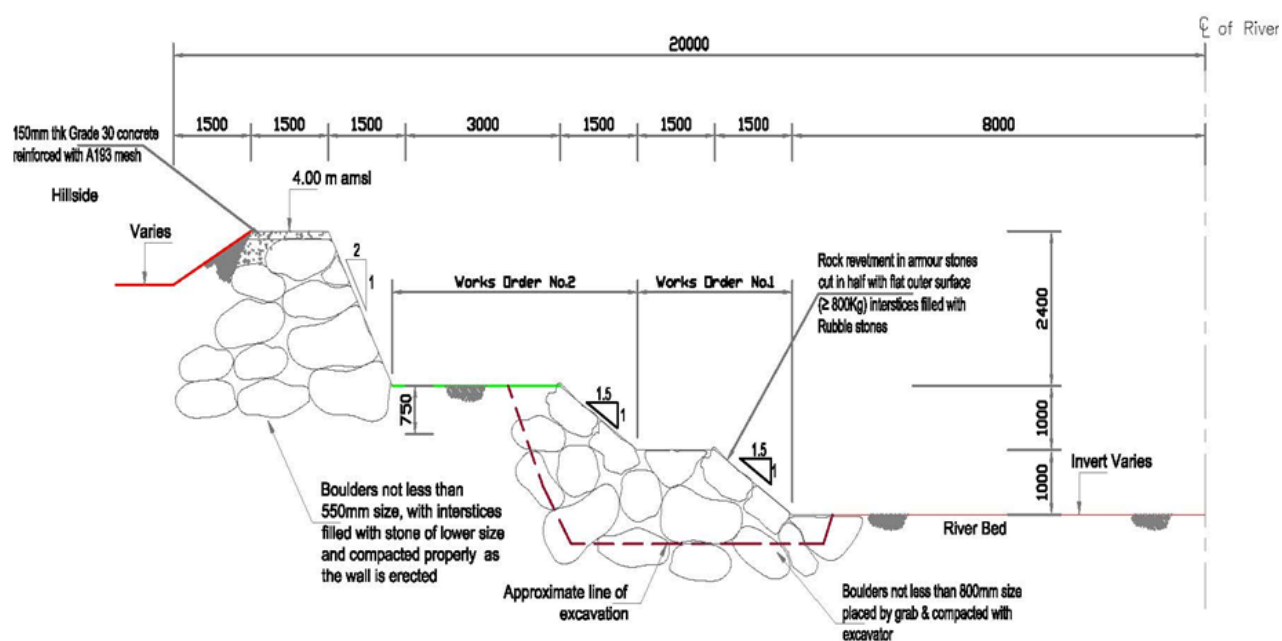 ℄ of River
20000
1500 1500 1500 3000 1500 1500 1500 8000
150mm thk Grade 30 concrete
reinforced with A193 mesh
Hillside
4.00 m amsl
Varies
2
1
Works Order No.2
Works Order No.1
Rock revetment in armour stones
cut in half with flat outer surface
(≥ 800Kg) interstices filled with
Rubble stones
2400
750
1.5
1
1000
1.5
1
1000
Invert Varies
River Bed
Boulders not less than
550mm size, with interstices
filled with stone of lower size
and compacted properly as
the wall is erected
Approximate line of
excavation
Boulders not less than 800mm size
placed by grab & compacted with
excavator